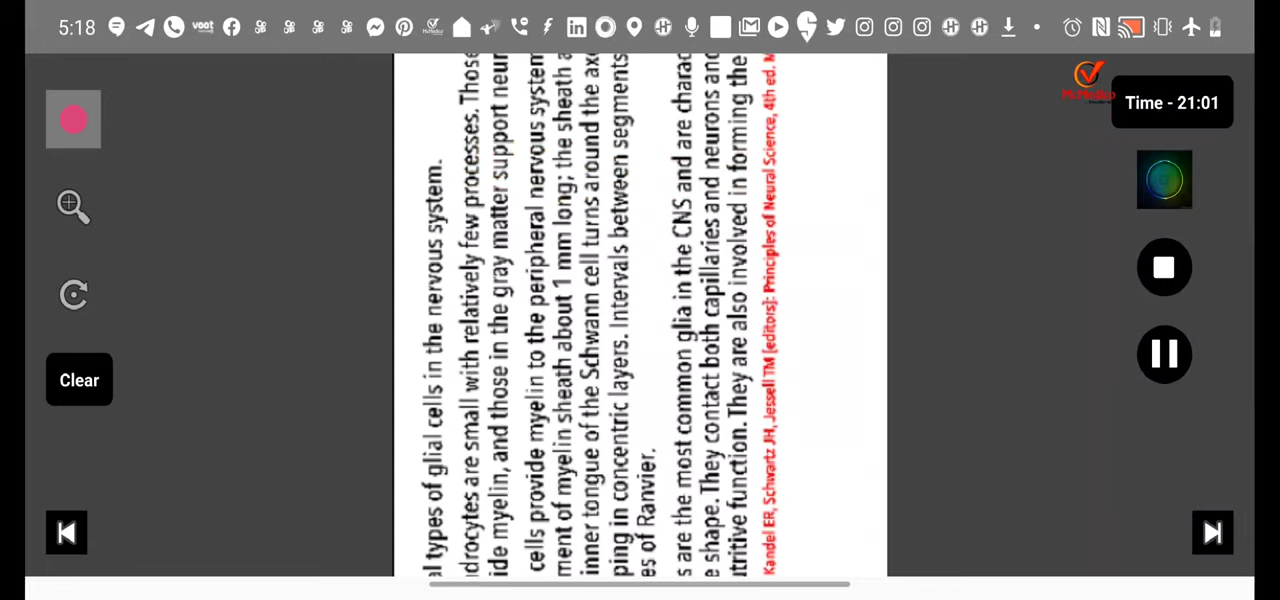 5:18
voot
McMedico
Time - 21:01
Clear
al types of glial cells in the nervous system.
drocytes are small with relatively few processes. Those
ide myelin, and those in the gray matter support neur
cells provide myelin to the peripheral nervous system
ment of myelin sheath about 1 mm long; the sheath a
inner tongue of the Schwann cell turns around the axo
ping in concentric layers. Intervals between segments
es of Ranvier.
s are the most common glia in the CNS and are charac
e shape. They contact both capillaries and neurons and
utritive function. They are also involved in forming the
Kandel ER, Schwartz JH, Jessell TM [editors]: Principles of Neural Science, 4th ed. M